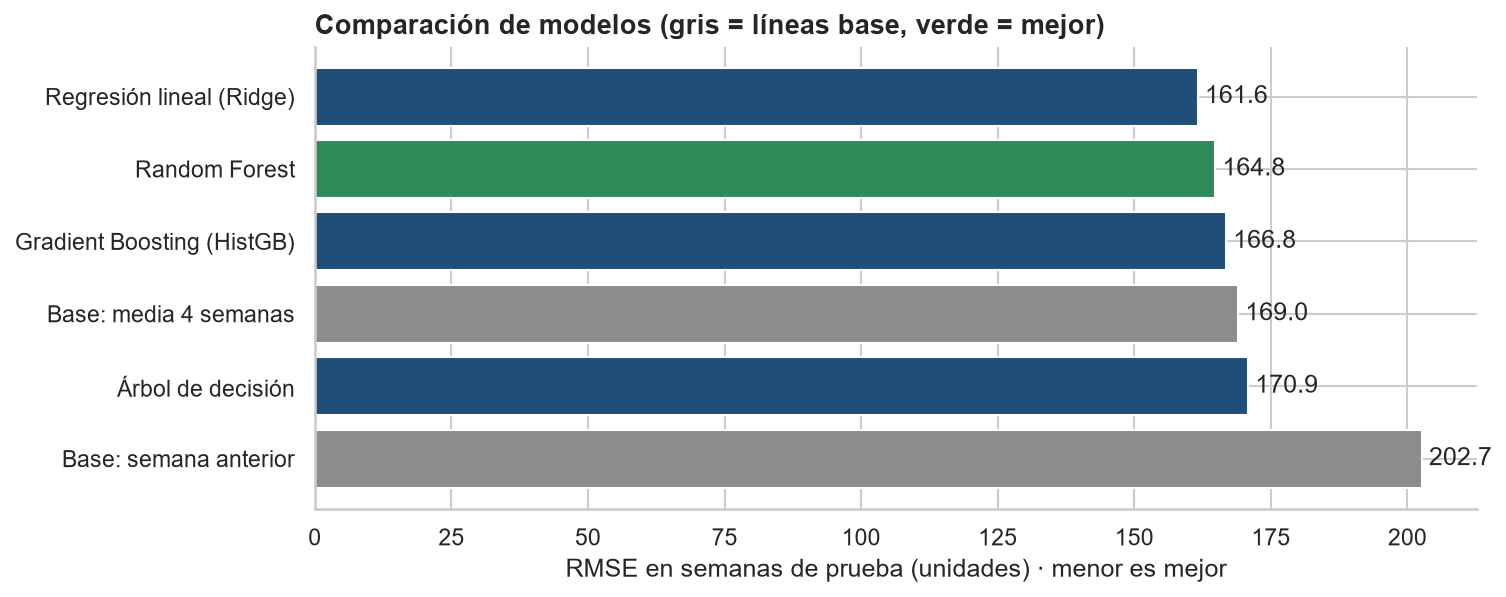 Comparación de modelos (gris = líneas base, verde = mejor)
Regresión lineal (Ridge) 161.6
Random Forest 164.8
Gradient Boosting (HistGB) 166.8
Base: media 4 semanas 169.0
Árbol de decisión 170.9
Base: semana anterior 202.7
0 25 50 75 100 125 150 175 200
RMSE en semanas de prueba (unidades) · menor es mejor